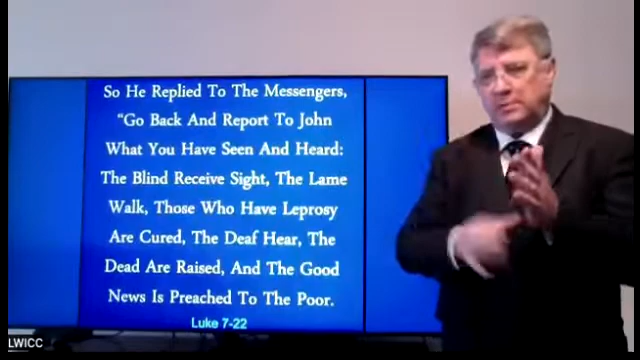 So He Replied To The Messengers,
“Go Back And Report To John
What You Have Seen And Heard:
The Blind Receive Sight, The Lame
Walk, Those Who Have Leprosy
Are Cured, The Deaf Hear, The
Dead Are Raised, And The Good
News Is Preached To The Poor.
Luke 7-22
LWICC